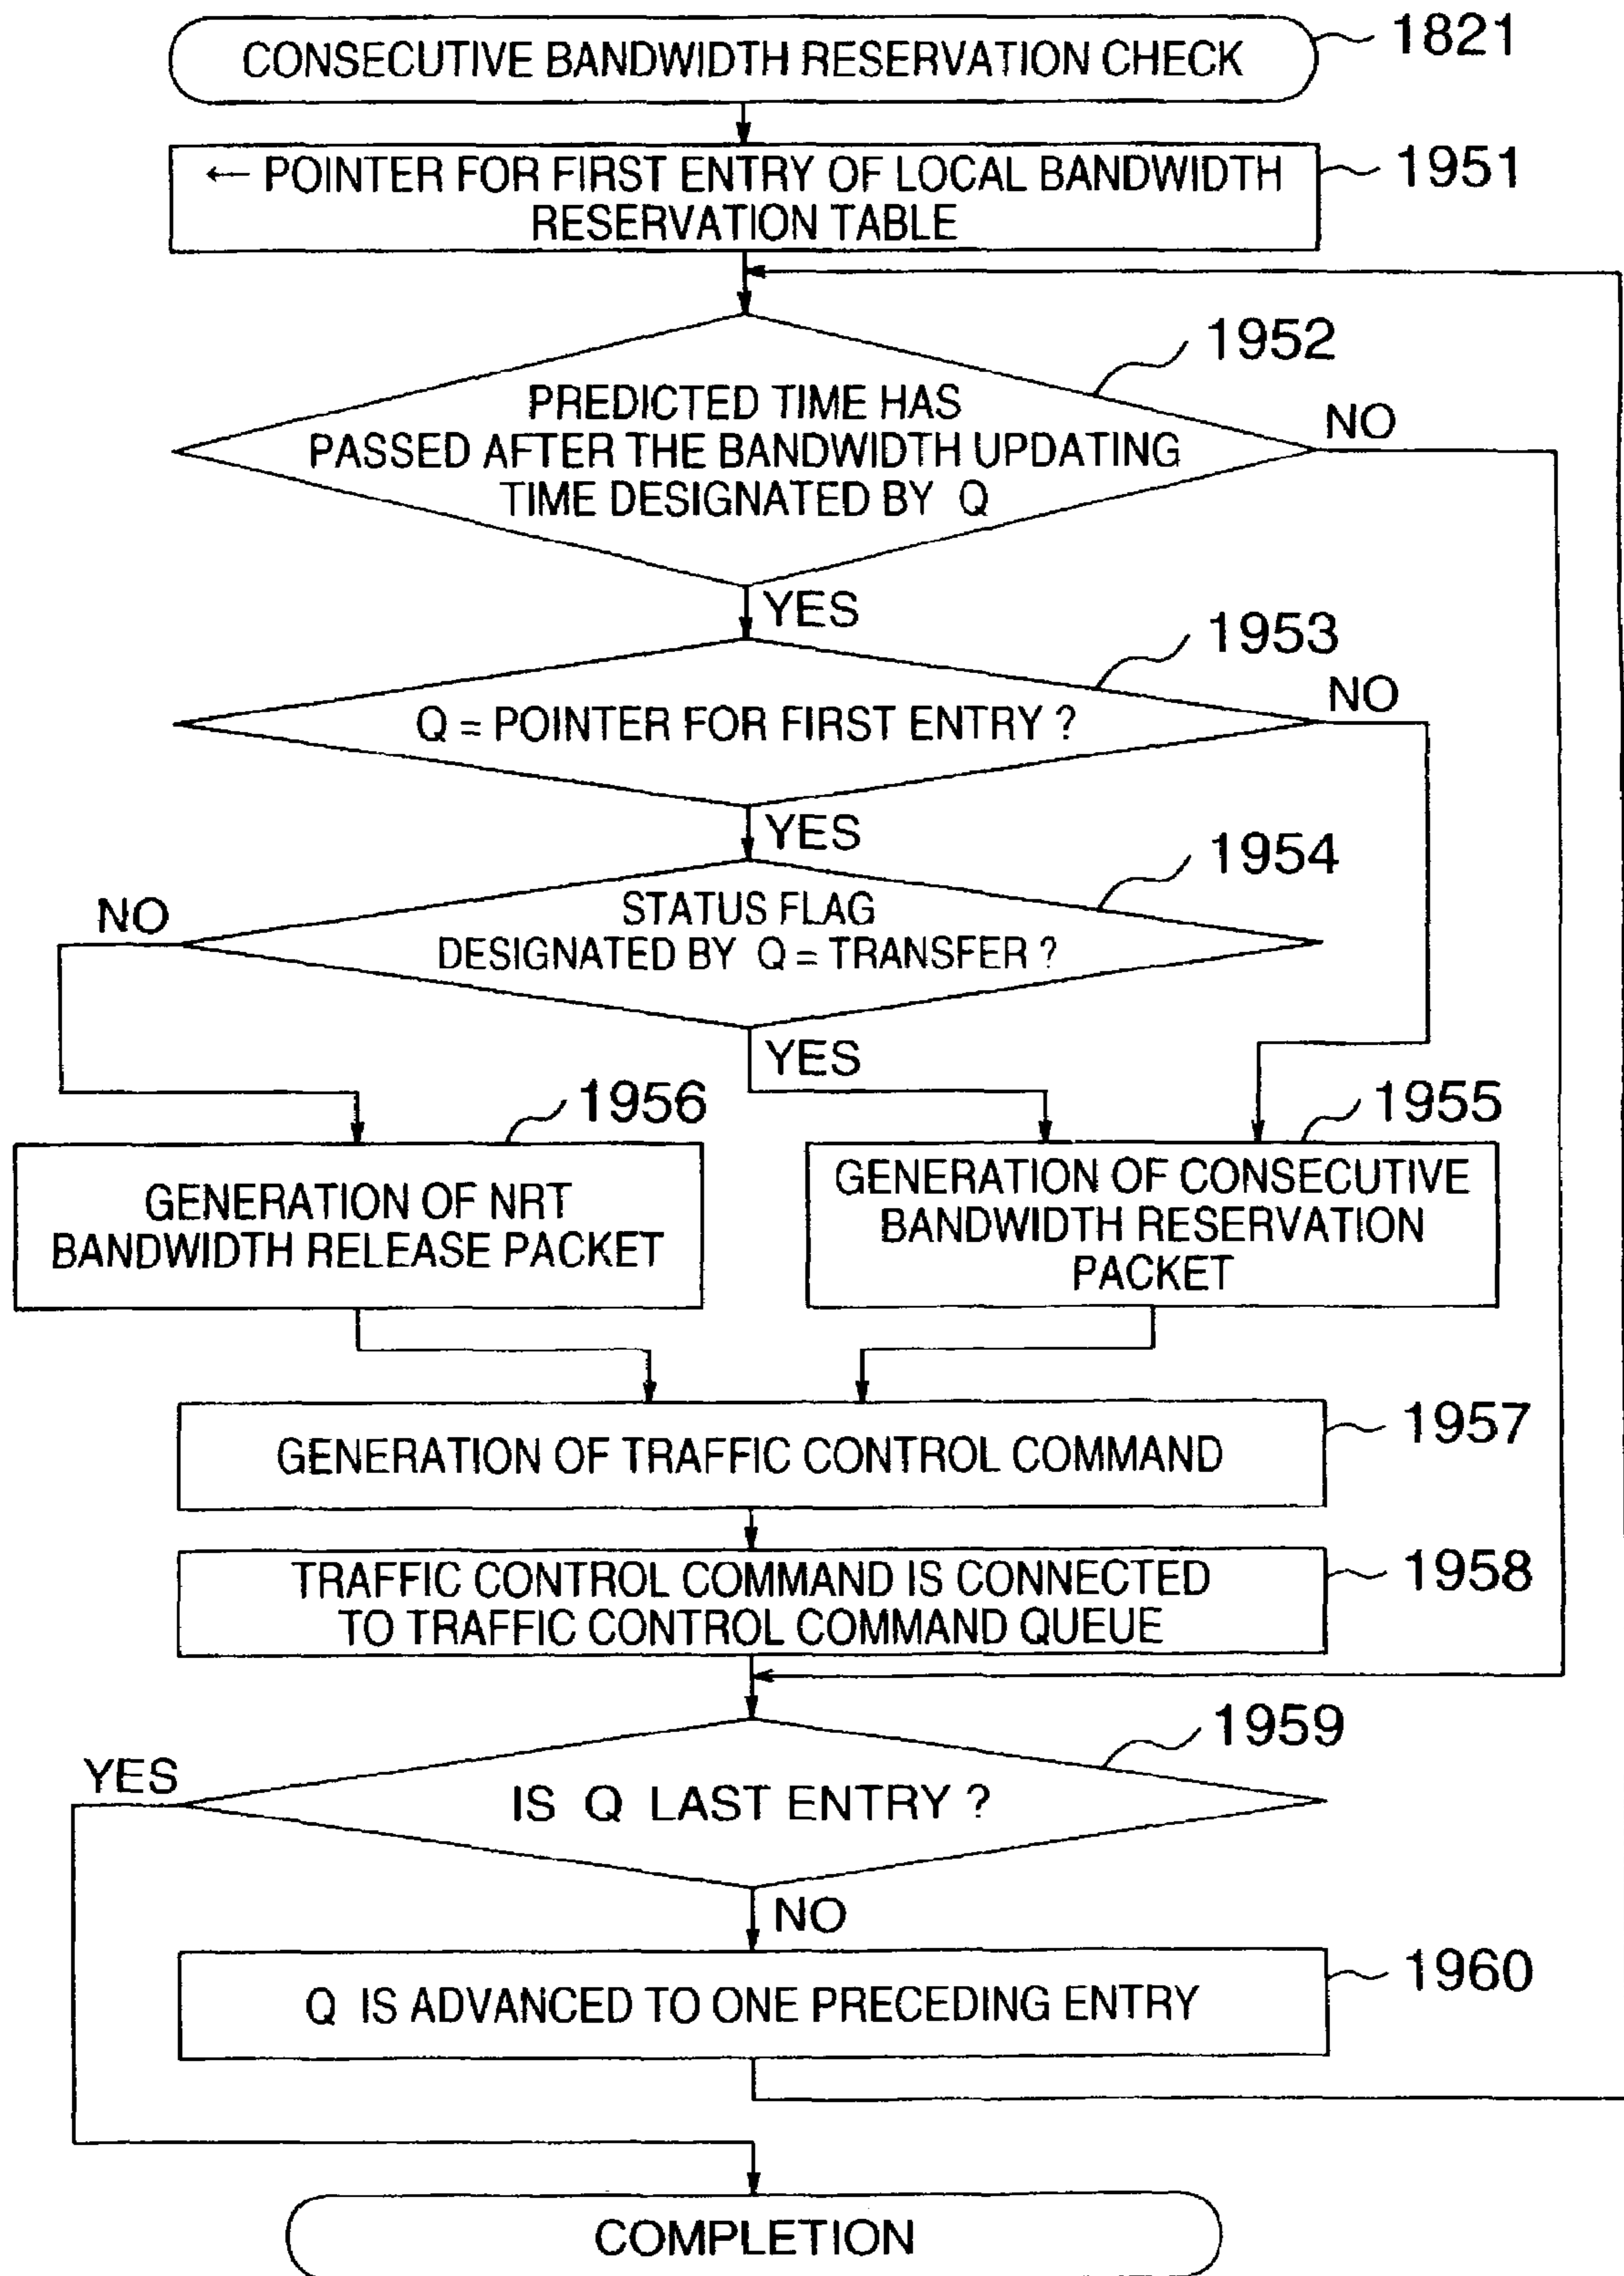 CONSECUTIVE BANDWIDTH RESERVATION CHECK
1821
← POINTER FOR FIRST ENTRY OF LOCAL BANDWIDTH
RESERVATION TABLE
1951
1952
PREDICTED TIME HAS
PASSED AFTER THE BANDWIDTH UPDATING
TIME DESIGNATED BY Q
NO
YES
1953
Q = POINTER FOR FIRST ENTRY ?
NO
YES
1954
STATUS FLAG
DESIGNATED BY Q = TRANSFER ?
NO
YES
1956
GENERATION OF NRT
BANDWIDTH RELEASE PACKET
1955
GENERATION OF CONSECUTIVE
BANDWIDTH RESERVATION
PACKET
GENERATION OF TRAFFIC CONTROL COMMAND
1957
TRAFFIC CONTROL COMMAND IS CONNECTED
TO TRAFFIC CONTROL COMMAND QUEUE
1958
1959
IS Q LAST ENTRY ?
YES
NO
Q IS ADVANCED TO ONE PRECEDING ENTRY
1960
COMPLETION